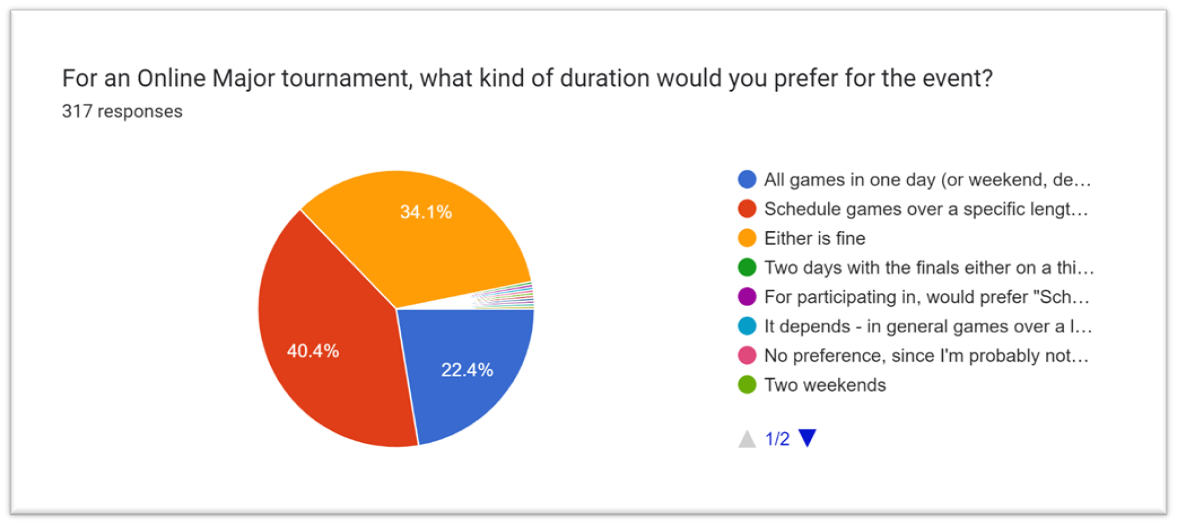 For an Online Major tournament, what kind of duration would you prefer for the event?
317 responses
34.1%
40.4%
22.4%
All games in one day (or weekend, de…
Schedule games over a specific lengt…
Either is fine
Two days with the finals either on a thi…
For participating in, would prefer "Sch…
It depends - in general games over a l…
No preference, since I'm probably not…
Two weekends
1/2